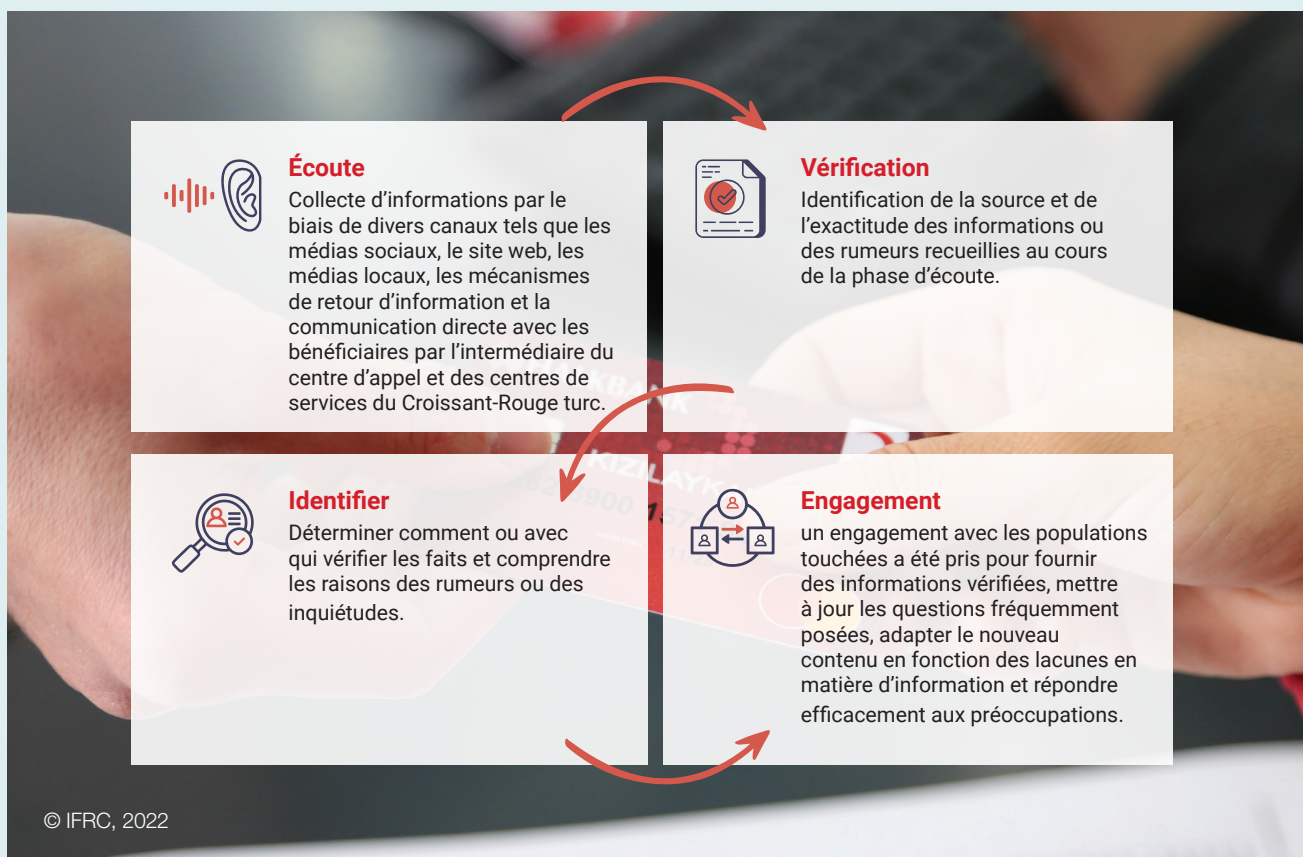 Écoute
Collecte d'informations par le
biais de divers canaux tels que les
médias sociaux, le site web, les
médias locaux, les mécanismes
de retour d'information et la
communication directe avec les
bénéficiaires par l'intermédiaire du
centre d'appel et des centres de
services du Croissant-Rouge turc.
Vérification
Identification de la source et de
l'exactitude des informations ou
des rumeurs recueillies au cours
de la phase d'écoute.
Identifier
Déterminer comment ou avec
qui vérifier les faits et comprendre
les raisons des rumeurs ou des
inquiétudes.
Engagement
un engagement avec les populations
touchées a été pris pour fournir
des informations vérifiées, mettre
à jour les questions fréquemment
posées, adapter le nouveau
contenu en fonction des lacunes en
matière d'information et répondre
efficacement aux préoccupations.
© IFRC, 2022